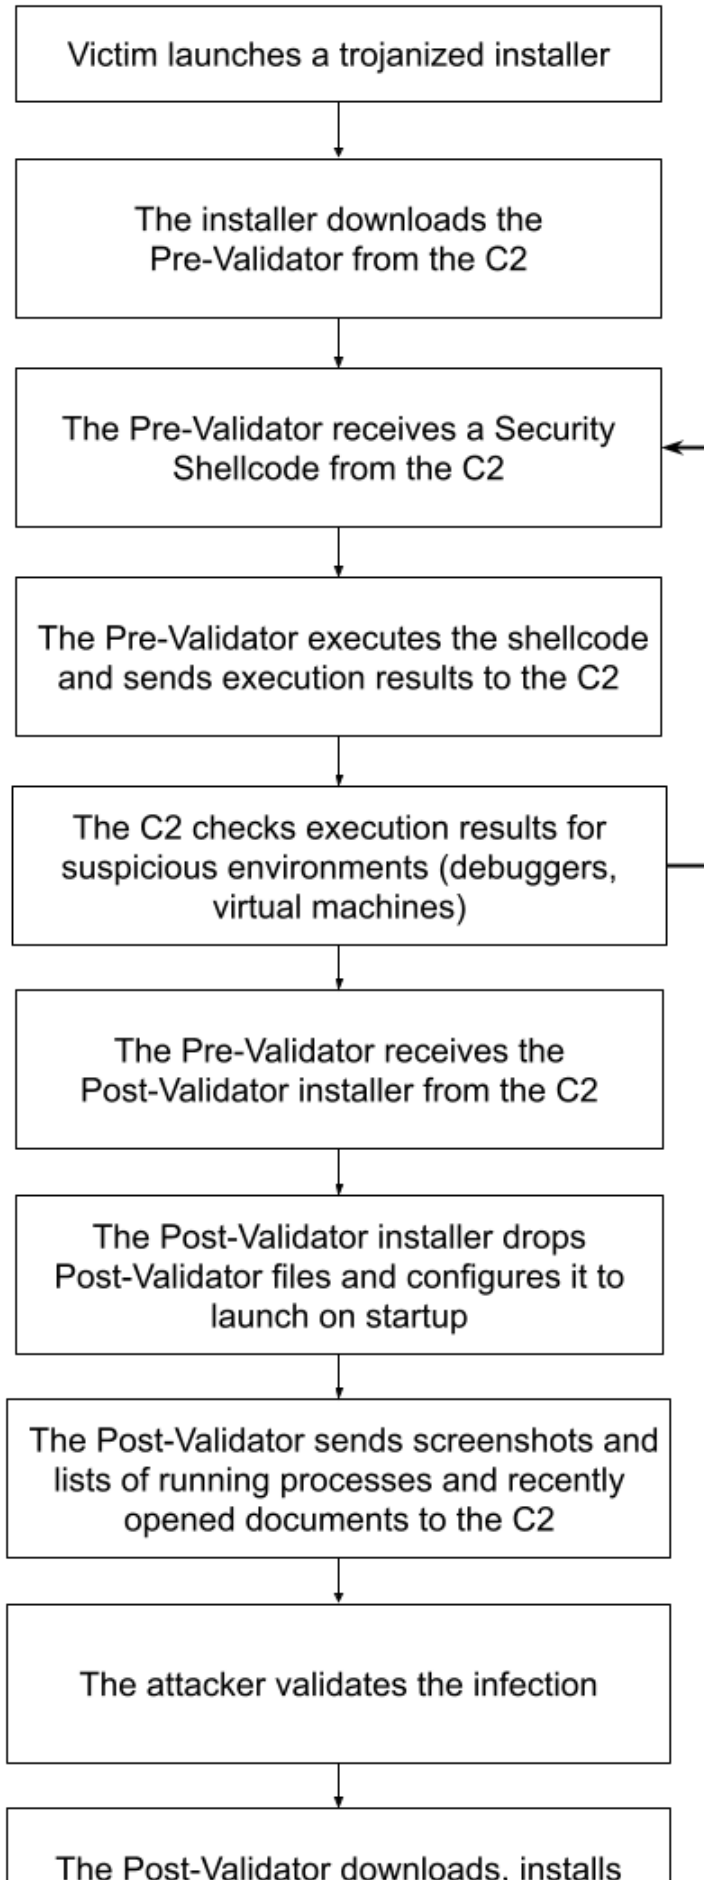 Victim launches a trojanized installer
The installer downloads the
Pre-Validator from the C2
The Pre-Validator receives a Security
Shellcode from the C2
The Pre-Validator executes the shellcode
and sends execution results to the C2
The C2 checks execution results for
suspicious environments (debuggers,
virtual machines)
The Pre-Validator receives the
Post-Validator installer from the C2
The Post-Validator installer drops
Post-Validator files and configures it to
launch on startup
The Post-Validator sends screenshots and
lists of running processes and recently
opened documents to the C2
The attacker validates the infection
The Post-Validator downloads, installs